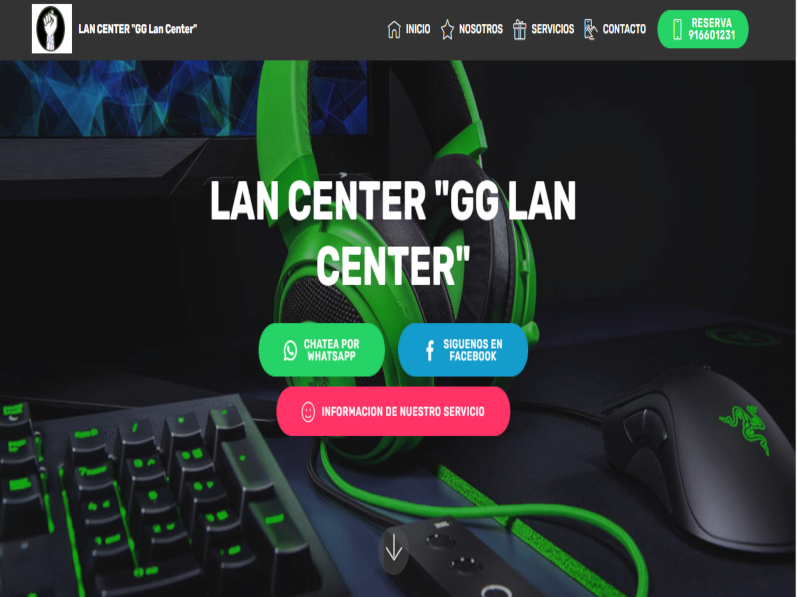 LAN CENTER "GG Lan Center"
INICIO
NOSOTROS
SERVICIOS
CONTACTO
RESERVA
916601231
LAN CENTER "GG LAN
CENTER"
CHATEA POR
WHATSAPP
SIGUENOS EN
FACEBOOK
INFORMACION DE NUESTRO SERVICIO